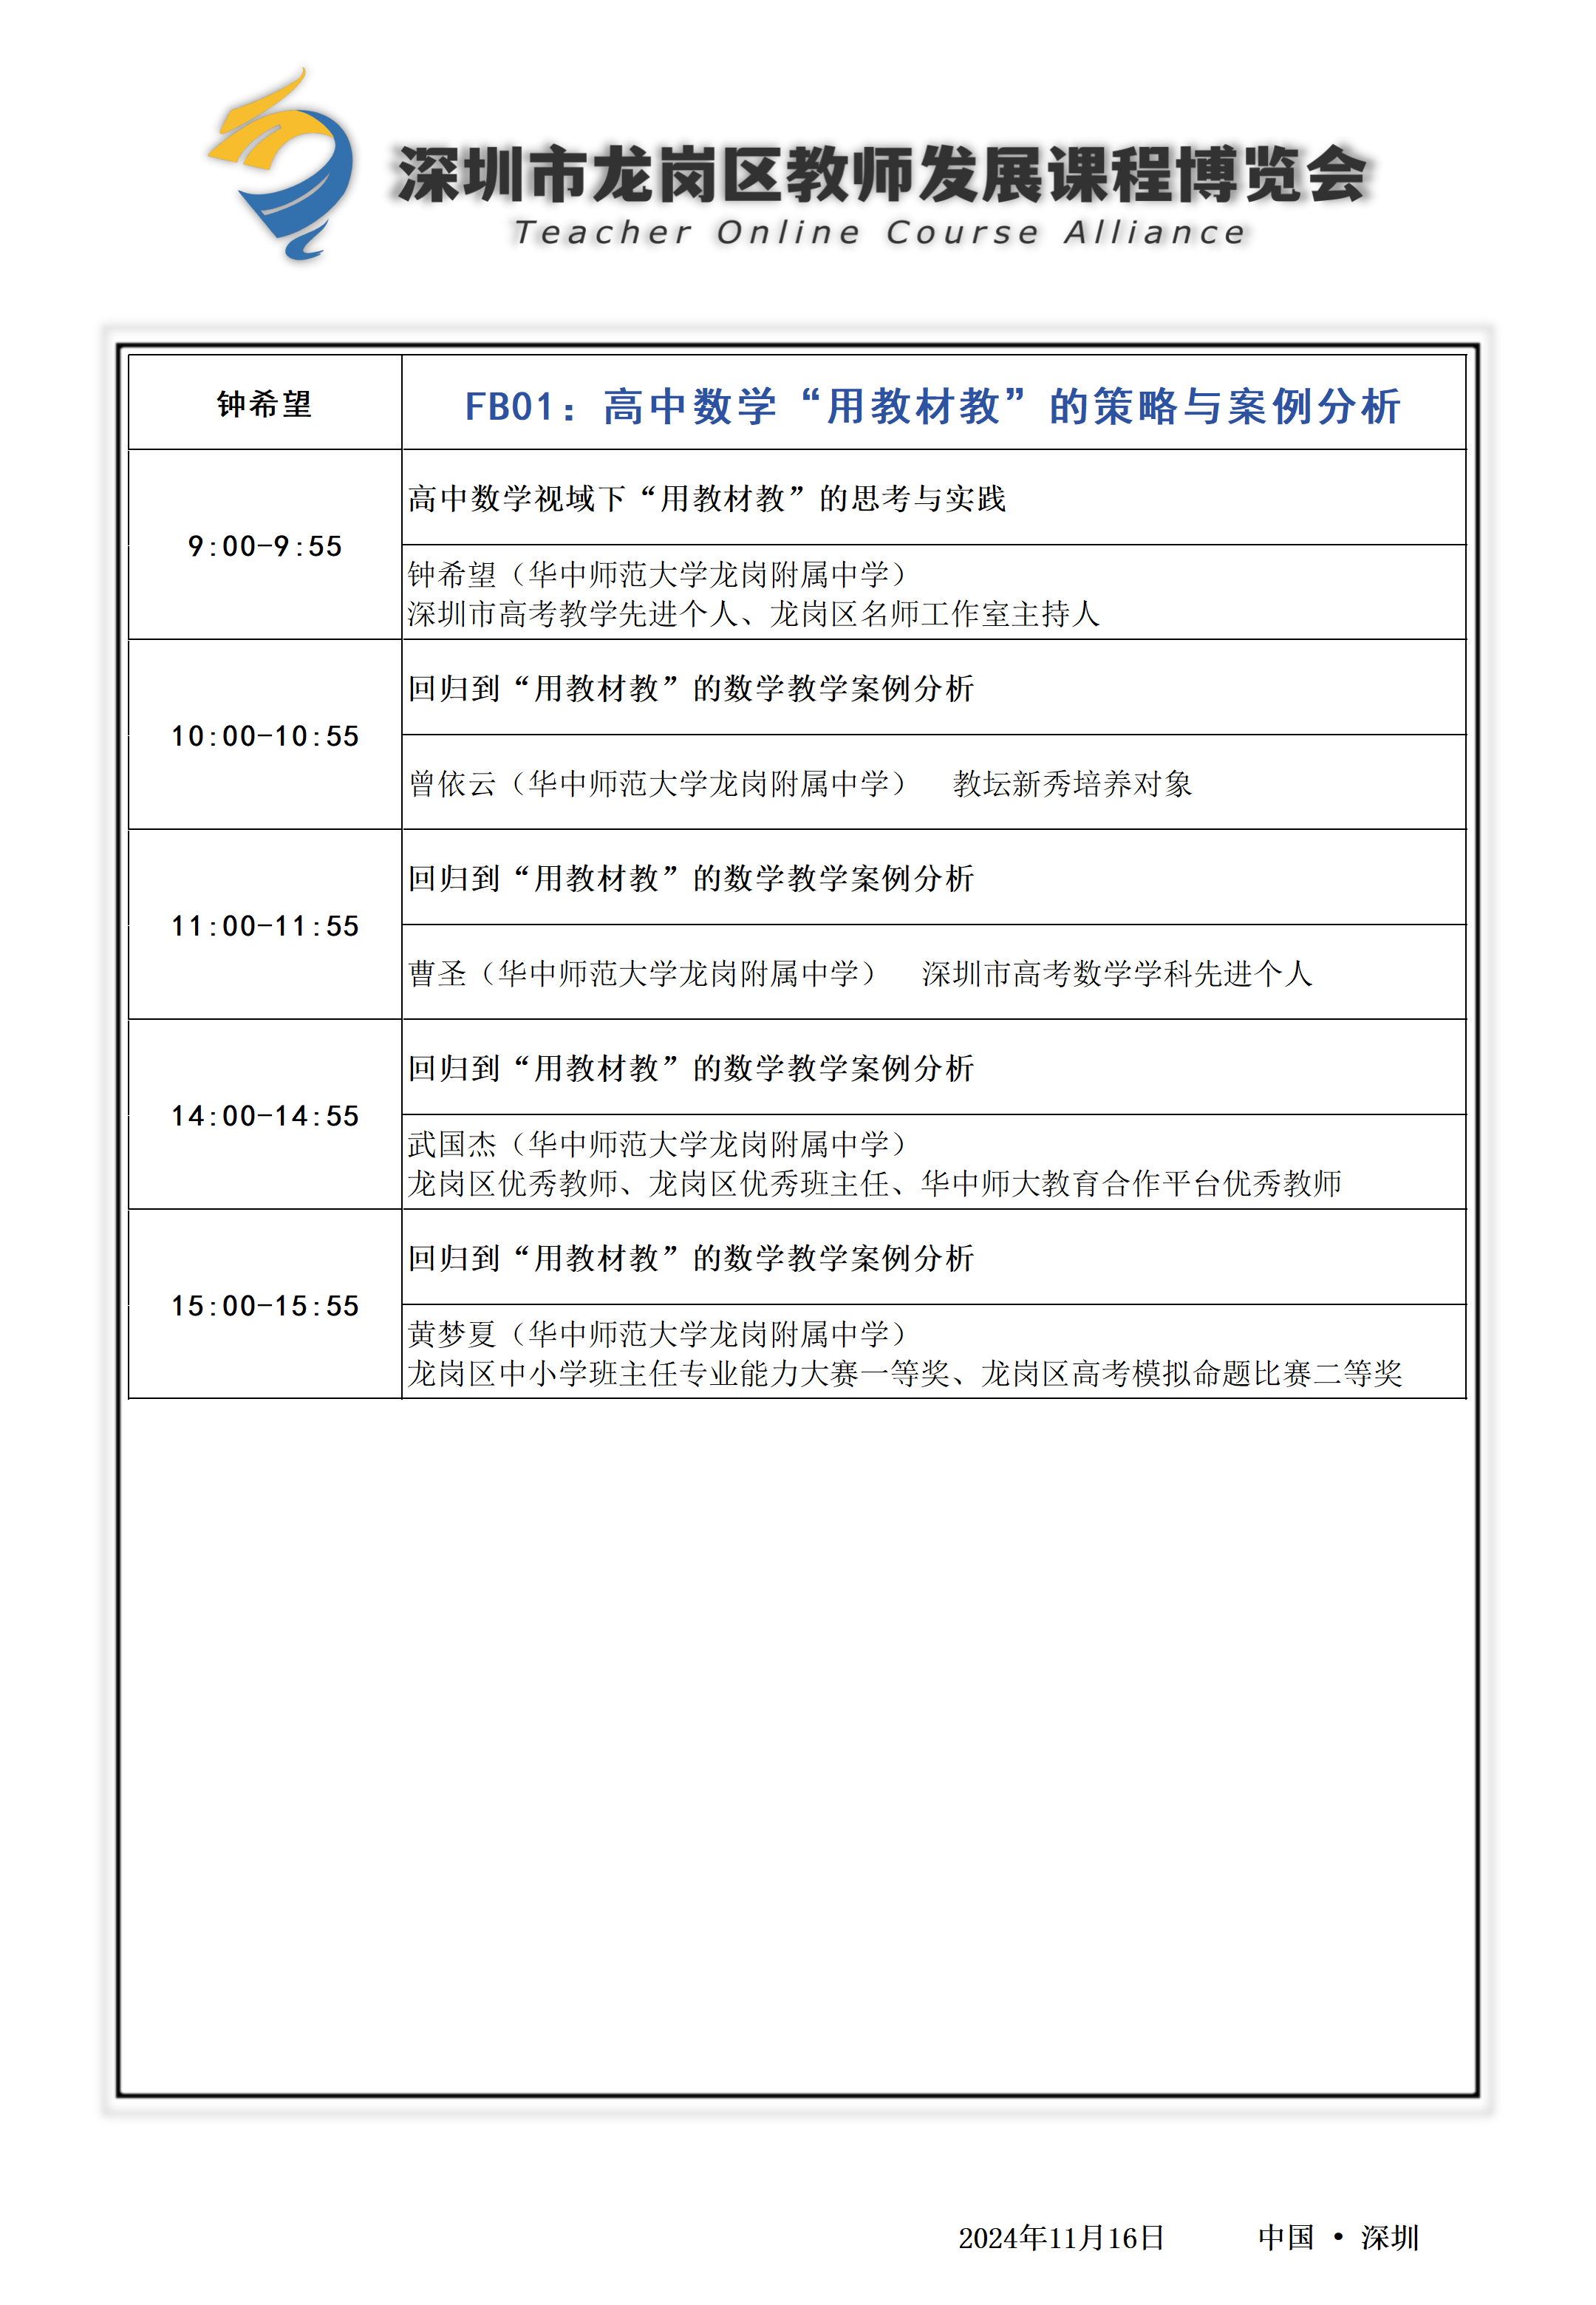 深圳市龙岗区教师发展课程博览会
Teacher Online Course Alliance
钟希望
FB01：高中数学“用教材教”的策略与案例分析
9:00-9:55
高中数学视域下“用教材教”的思考与实践
钟希望（华中师范大学龙岗附属中学）
深圳市高考教学先进个人、龙岗区名师工作室主持人
10:00-10:55
回归到“用教材教”的数学教学案例分析
曾依云（华中师范大学龙岗附属中学） 教坛新秀培养对象
11:00-11:55
回归到“用教材教”的数学教学案例分析
曹圣（华中师范大学龙岗附属中学） 深圳市高考数学学科先进个人
14:00-14:55
回归到“用教材教”的数学教学案例分析
武国杰（华中师范大学龙岗附属中学）
龙岗区优秀教师、龙岗区优秀班主任、华中师大教育合作平台优秀教师
15:00-15:55
回归到“用教材教”的数学教学案例分析
黄梦夏（华中师范大学龙岗附属中学）
龙岗区中小学班主任专业能力大赛一等奖、龙岗区高考模拟命题比赛二等奖
2024年11月16日 中国 • 深圳